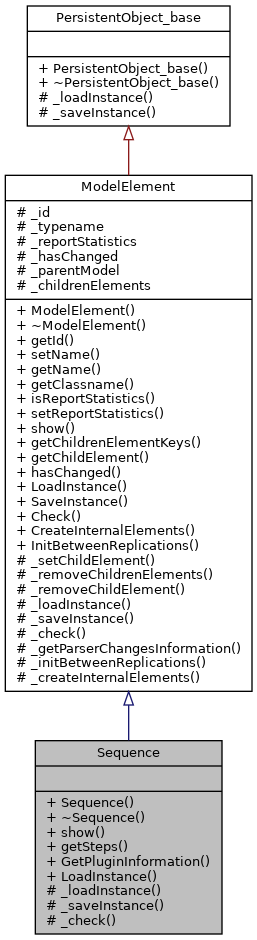 PersistentObject_base
+ PersistentObject_base()
+ ~PersistentObject_base()
# _loadInstance()
# _saveInstance()
ModelElement
# _id
# _typename
# _reportStatistics
# _hasChanged
# _parentModel
# _childrenElements
+ ModelElement()
+ ~ModelElement()
+ getId()
+ setName()
+ getName()
+ getClassname()
+ isReportStatistics()
+ setReportStatistics()
+ show()
+ getChildrenElementKeys()
+ getChildElement()
+ hasChanged()
+ LoadInstance()
+ SaveInstance()
+ Check()
+ CreateInternalElements()
+ InitBetweenReplications()
# _setChildElement()
# _removeChildrenElements()
# _removeChildElement()
# _loadInstance()
# _saveInstance()
# _check()
# _getParserChangesInformation()
# _initBetweenReplications()
# _createInternalElements()
Sequence
+ Sequence()
+ ~Sequence()
+ show()
+ getSteps()
+ GetPluginInformation()
+ LoadInstance()
# _loadInstance()
# _saveInstance()
# _check()